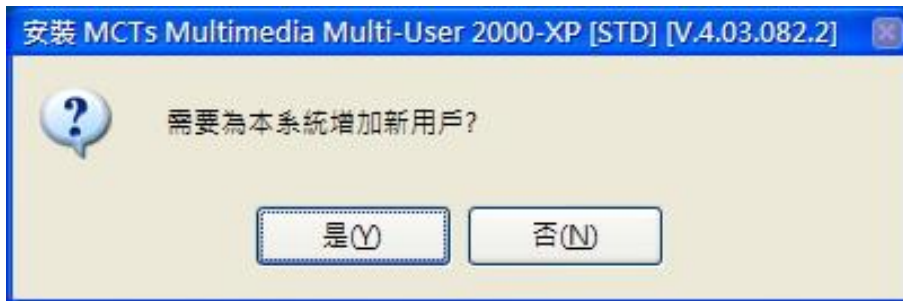 安裝 MCTs Multimedia Multi-User 2000-XP [STD] [V.4.03.082.2]
需要為本系統增加新用戶?
是(Y) 否(N)